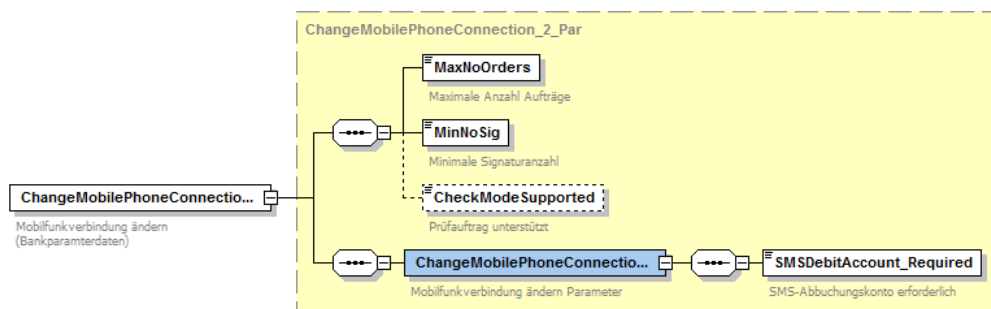 ChangeMobilePhoneConnection_2_Par
MaxNoOrders
Maximale Anzahl Aufträge
MinNoSig
Minimale Signaturanzahl
CheckModeSupported
Prüfauftrag unterstützt
ChangeMobilePhoneConnectio...
Mobilfunkverbindung ändern
(Bankparamterdaten)
ChangeMobilePhoneConnectio...
Mobilfunkverbindung ändern Parameter
SMSDebitAccount_Required
SMS-Abbuchungskonto erforderlich